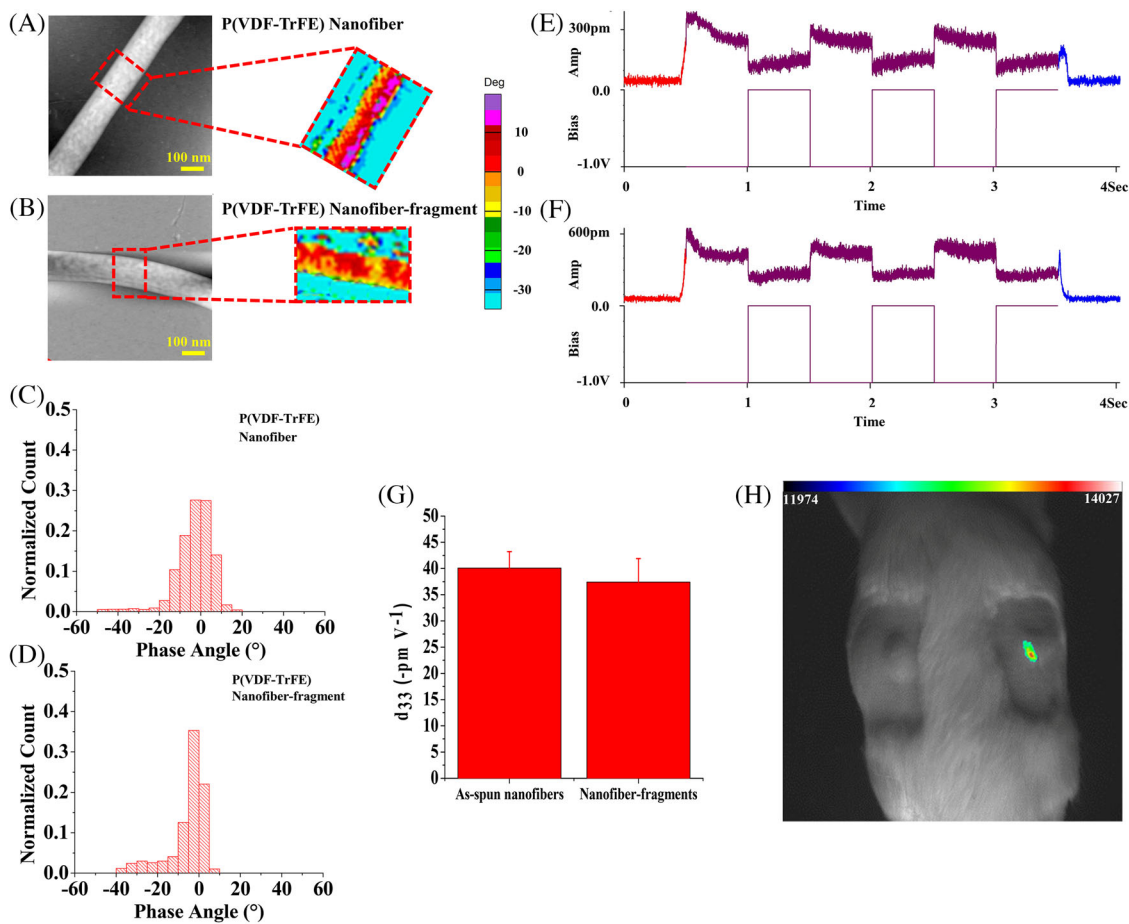 (A)
P(VDF-TrFE) Nanofiber
100 nm
(B)
P(VDF-TrFE) Nanofiber-fragment
100 nm
Deg
10
0
-10
-20
-30
(C)
0.5
0.4
0.3
0.2
0.1
0.0
Normalized Count
P(VDF-TrFE)
Nanofiber
-60 -40 -20 0 20 40 60
Phase Angle (°)
(D)
0.5
0.4
0.3
0.2
0.1
0.0
Normalized Count
P(VDF-TrFE)
Nanofiber-fragment
-60 -40 -20 0 20 40 60
Phase Angle (°)
(E)
300pm
Amp
0.0
Bias
-1.0V
0 1 2 3 4Sec
Time
(F)
600pm
Amp
0.0
Bias
-1.0V
0 1 2 3 4Sec
Time
(G)
50
45
40
35
30
25
20
15
10
5
0
d33 (-pm V-1)
As-spun nanofibers Nanofiber-fragments
(H)
11974 14027